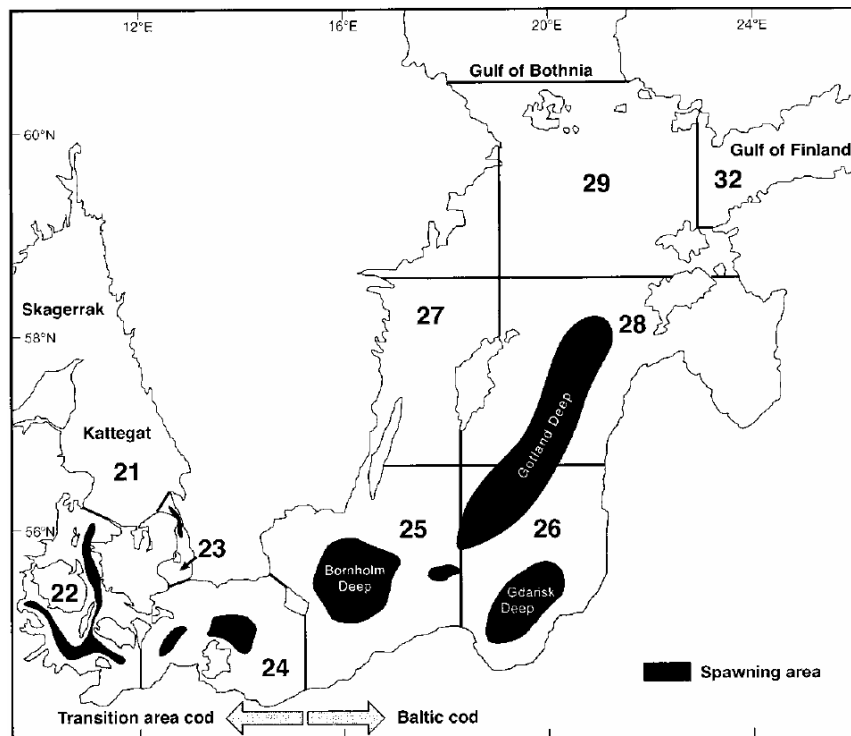 12°E
16°E
20°E
24°E
Gulf of Bothnia
60°N
Gulf of Finland
29
32
Skagerrak
27
28
58°N
Gotland Deep
Kattegat
21
25
26
56°N
23
Bornholm
Deep
22
Gdańsk
Deep
24
Spawning area
Transition area cod
Baltic cod